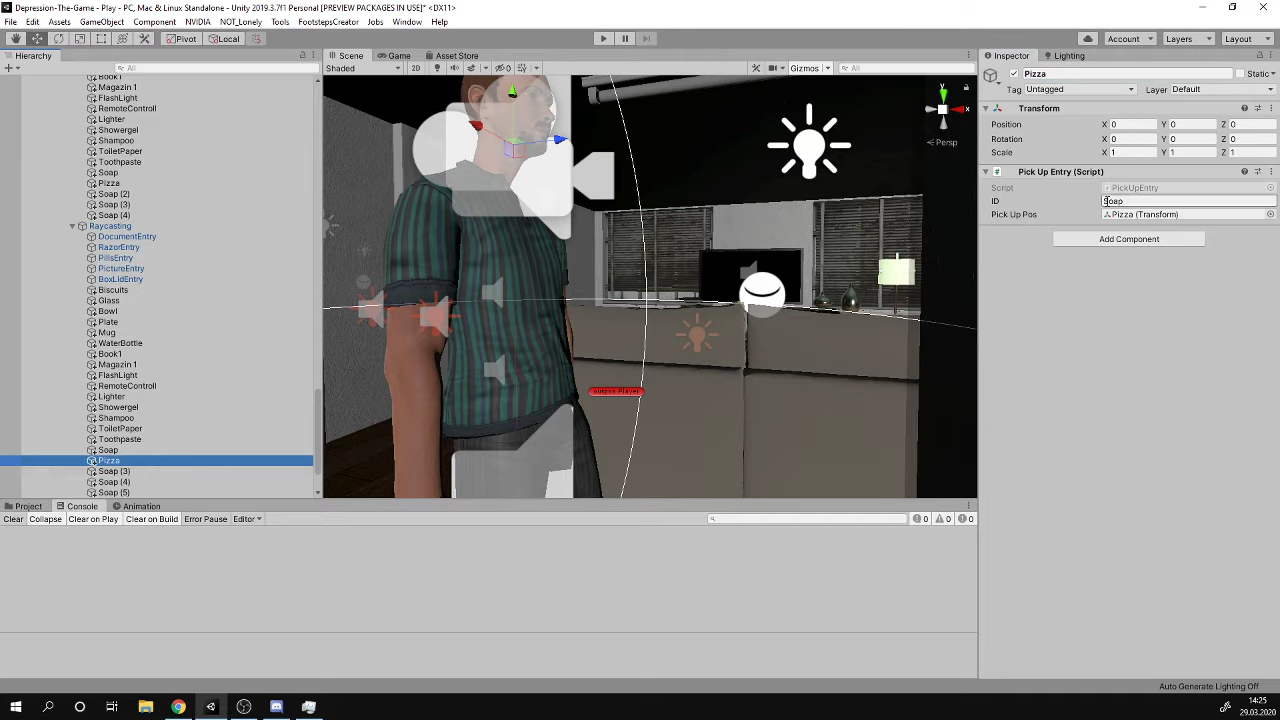 Depression-The-Game - Play - PC, Mac & Linux Standalone - Unity 2019.3.7f1 Personal [PREVIEW PACKAGES IN USE]* <DX11>
File Edit Assets GameObject Component NVIDIA NOT_Lonely Tools FootstepsCreator Jobs Window Help
Pivot Local Account Layers Layout
Hierarchy Scene Game Asset Store Inspector Lighting
All Shaded 2D 0 Gizmos All Pizza Static
Tag Untagged Layer Default
Book1
Magazin 1
FlashLight
RemoteControll
Lighter
Showergel
Shampoo
ToiletPaper
Toothpaste
Soap
Pizza
Soap (2)
Soap (3)
Soap (4)
Raycasting
DocumentEntry
RazorEntry
PillsEntry
PictureEntry
BoxLidEntry
Biscuits
Glass
Bowl
Plate
Mug
WaterBottle
Book1
Magazin 1
FlashLight
RemoteControll
Lighter
Showergel
Shampoo
ToiletPaper
Toothpaste
Soap
Pizza
Soap (3)
Soap (4)
Soap (5)
y
x
Persp
outpos Player
Transform
Position X 0 Y 0 Z 0
Rotation X 0 Y 0 Z 0
Scale X 1 Y 1 Z 1
Pick Up Entry (Script)
Script PickUpEntry
ID Soap
Pick Up Pos Pizza (Transform)
Add Component
Project Console Animation
Clear Collapse Clear on Play Clear on Build Error Pause Editor 0 0 0
Auto Generate Lighting Off
14:25
29.03.2020